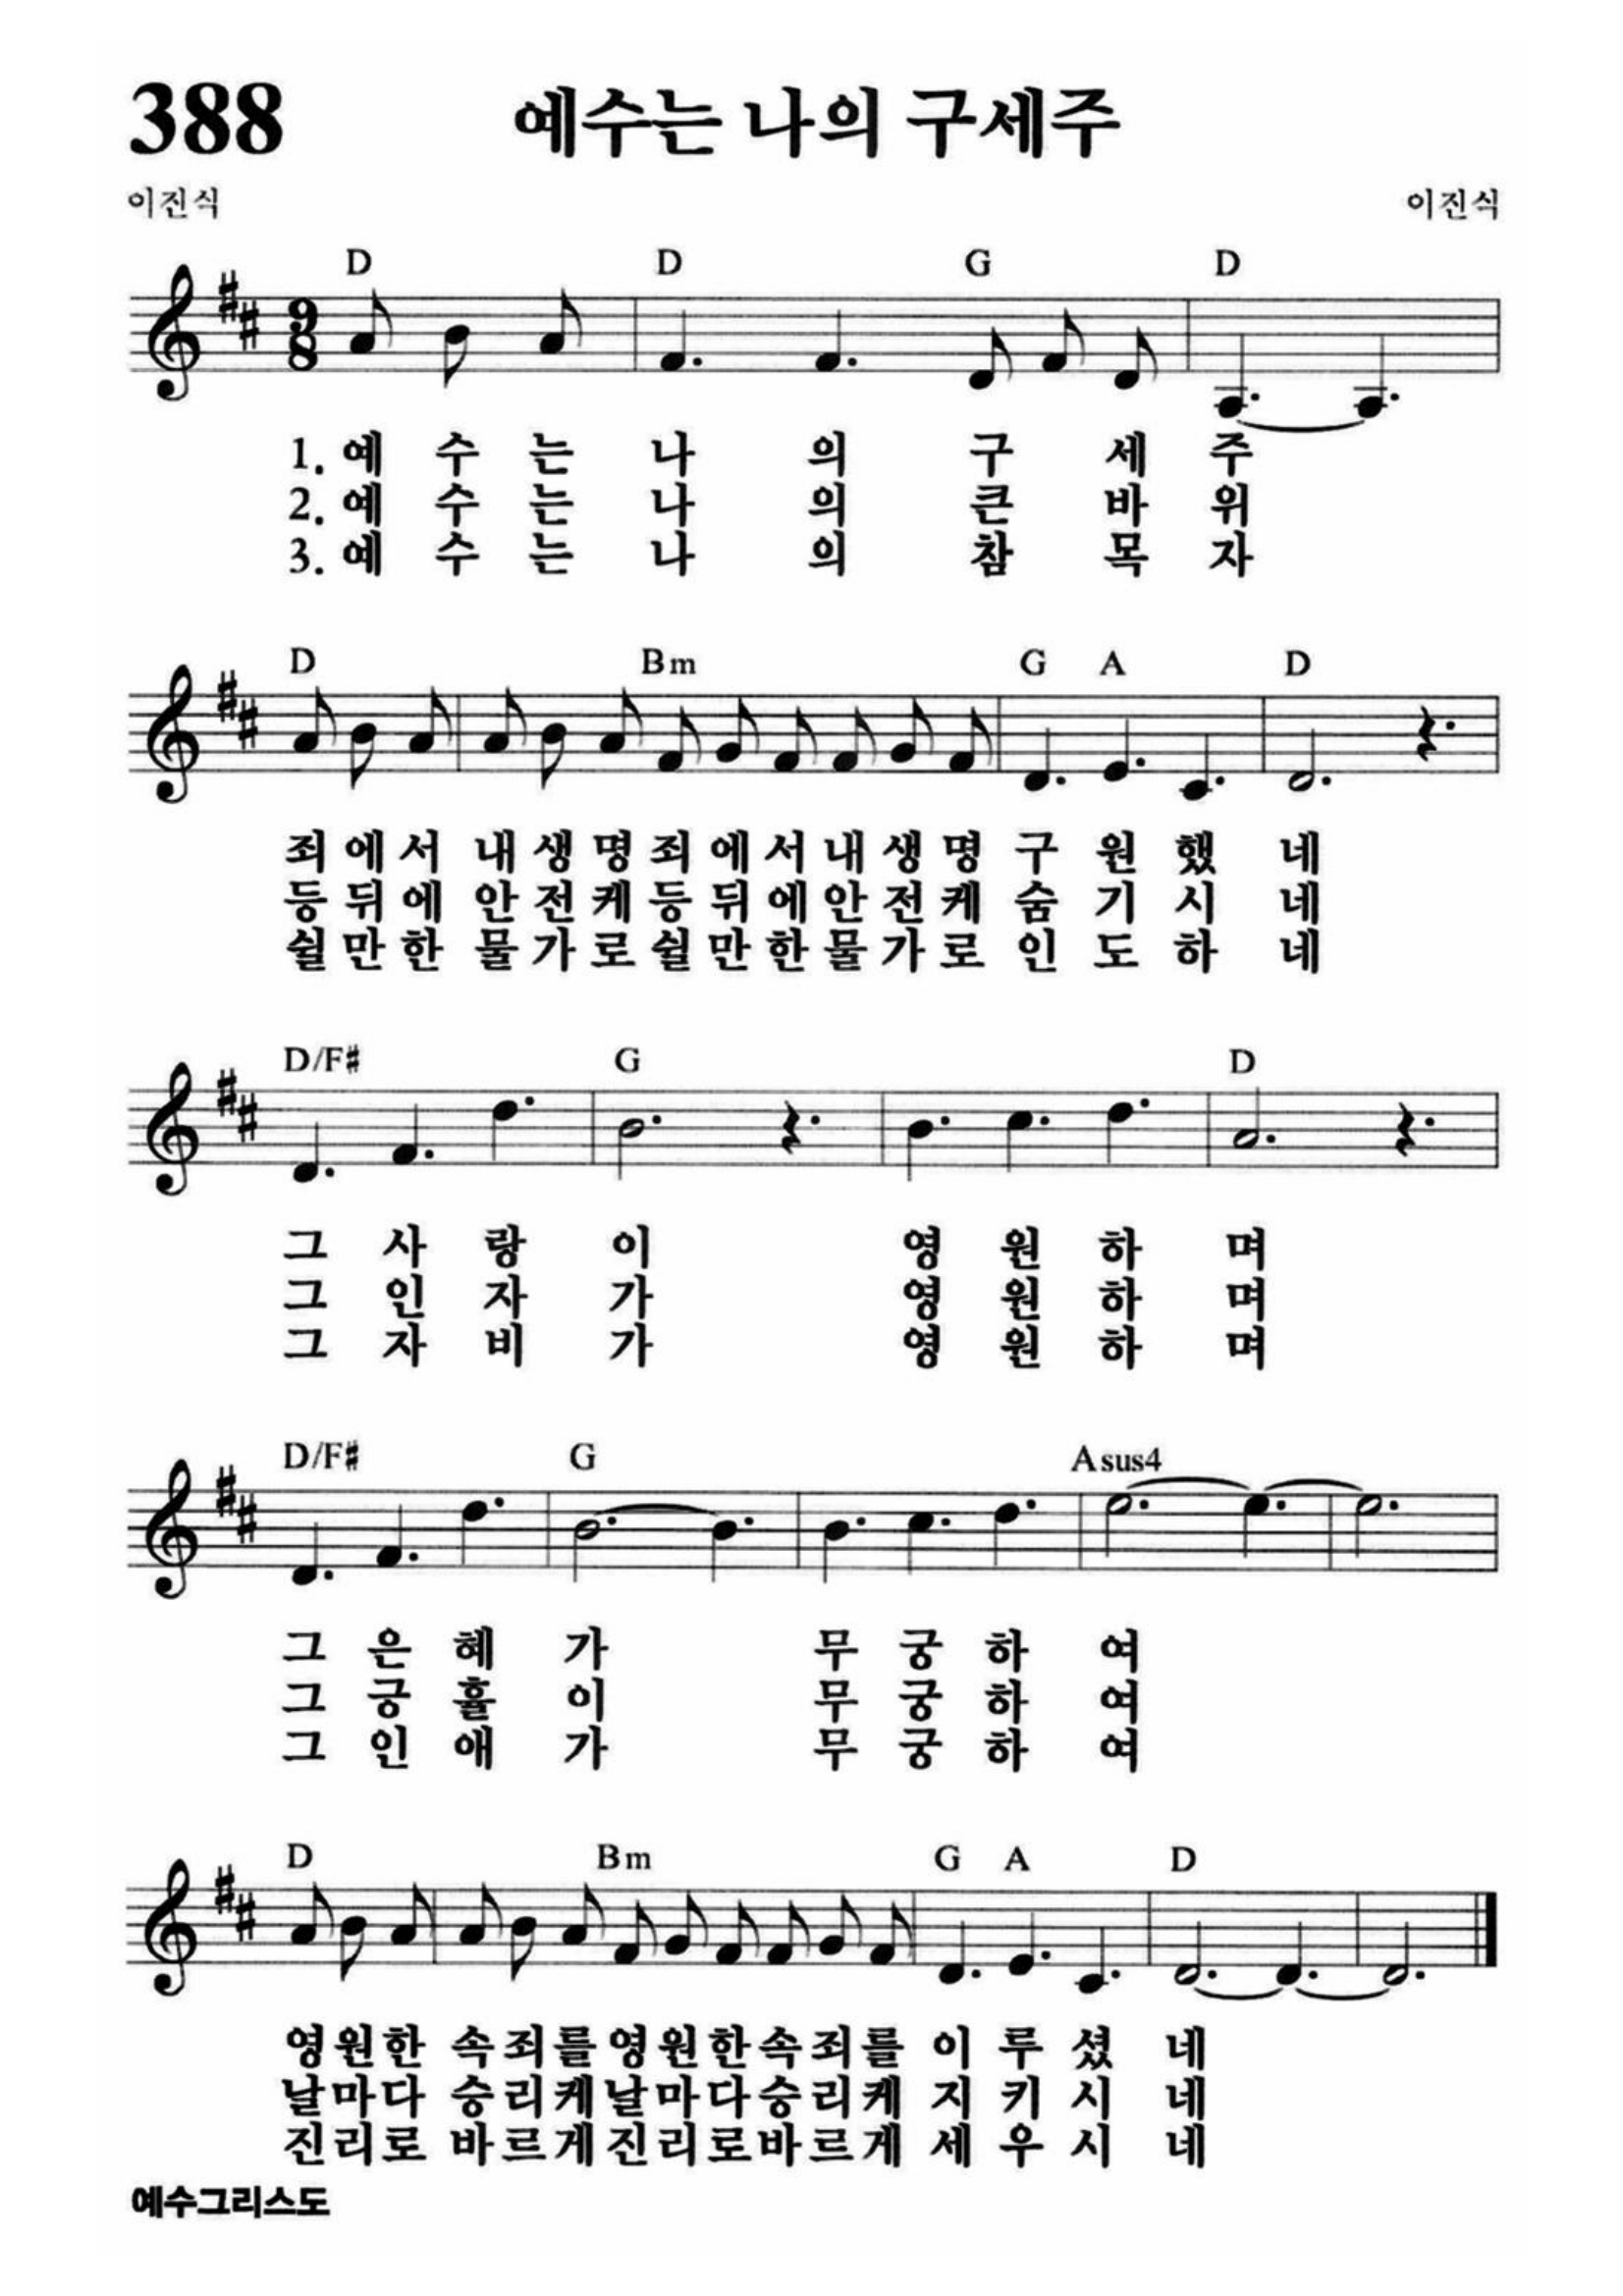 388 예수는 나의 구세주
이진식 이진식
D D G D
9
8
1. 예 수 는 나 의 구 세 주
2. 예 수 는 나 의 큰 바 위
3. 예 수 는 나 의 참 목 자
D Bm G A D
죄 에 서 내 생 명 죄 에 서 내 생 명 구 원 했 네
등 뒤 에 안 전 케 등 뒤 에 안 전 케 숨 기 시 네
쉴 만 한 물 가 로 쉴 만 한 물 가 로 인 도 하 네
D/F# G D
그 사 랑 이 영 원 하 며
그 인 자 가 영 원 하 며
그 자 비 가 영 원 하 며
D/F# G Asus4
그 은 혜 가 무 궁 하 여
그 긍 휼 이 무 궁 하 여
그 인 애 가 무 궁 하 여
D Bm G A D
영 원 한 속 죄 를 영 원 한 속 죄 를 이 루 셨 네
날 마 다 승 리 케 날 마 다 승 리 케 지 키 시 네
진 리 로 바 르 게 진 리 로 바 르 게 세 우 시 네
예수그리스도